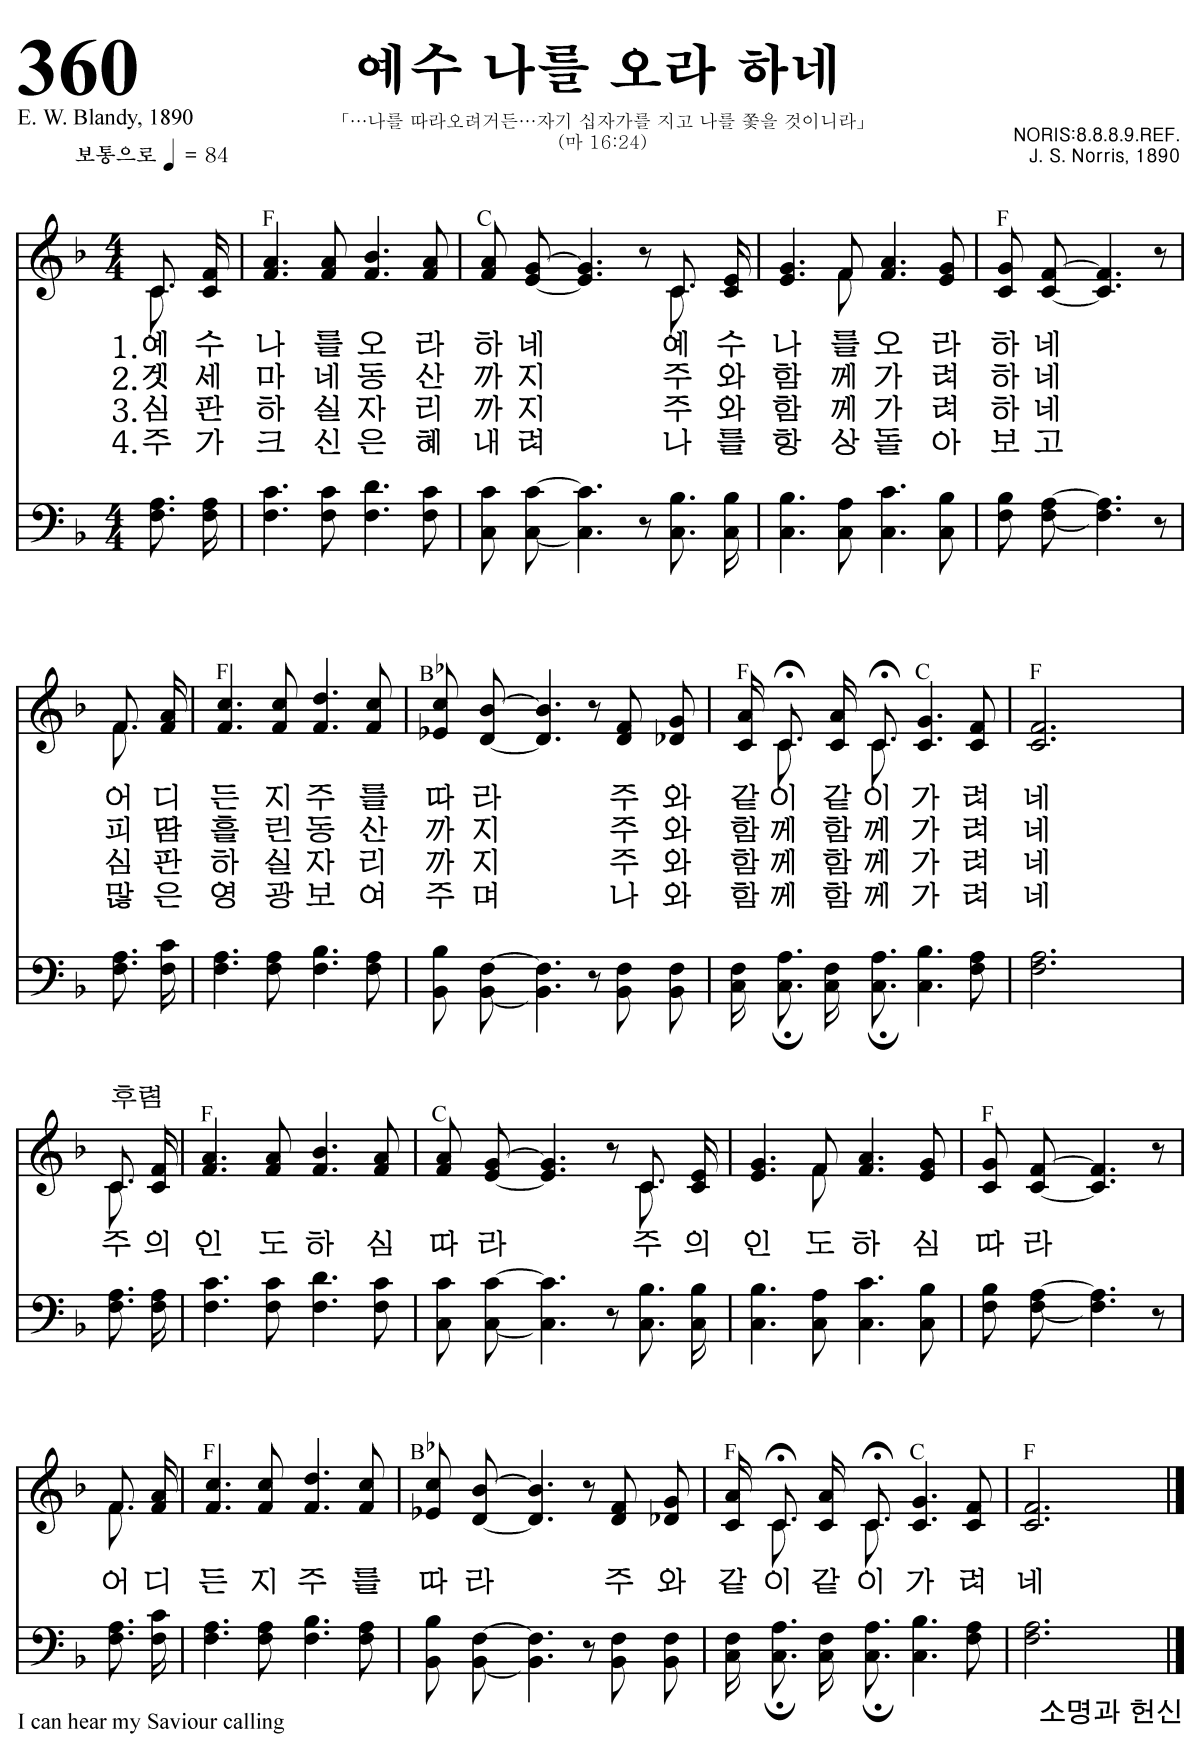 360
예수 나를 오라 하네
E. W. Blandy, 1890
「…나를 따라오려거든…자기 십자가를 지고 나를 쫓을 것이니라」
(마 16:24)
NORIS:8.8.8.9.REF.
보통으로 ♩ = 84
J. S. Norris, 1890
F C F
4 4
1.예 수 나 를 오 라 하 네 예 수 나 를 오 라 하 네
2.겟 세 마 네 동 산 까 지 주 와 함 께 가 려 하 네
3.심 판 하 실 자 리 까 지 주 와 함 께 가 려 하 네
4.주 가 크 신 은 혜 내 려 나 를 항 상 돌 아 보 고
4 4
F B♭ F C F
어 디 든 지 주 를 따 라 주 와 같 이 같 이 가 려 네
피 땀 흘 린 동 산 까 지 주 와 함 께 함 께 가 려 네
심 판 하 실 자 리 까 지 주 와 함 께 함 께 가 려 네
많 은 영 광 보 여 주 며 나 와 함 께 함 께 가 려 네
후렴
F C F
주 의 인 도 하 심 따 라 주 의 인 도 하 심 따 라
F B♭ F C F
어 디 든 지 주 를 따 라 주 와 같 이 같 이 가 려 네
I can hear my Saviour calling
소명과 헌신